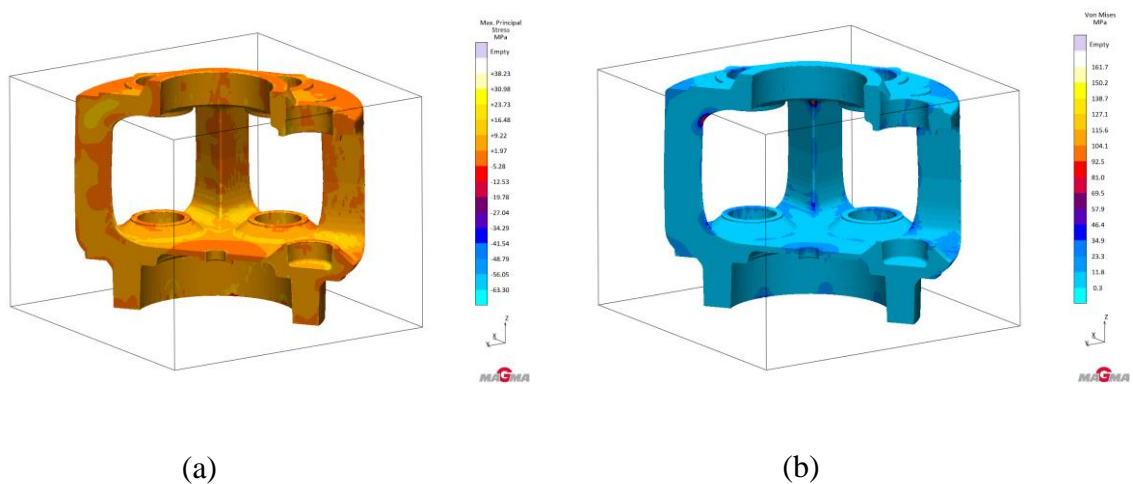 Max. Principal
Stress
MPa
Empty
+38.23
+30.98
+23.73
+16.48
+9.22
+1.97
-5.28
-12.53
-19.78
-27.04
-34.29
-41.54
-48.79
-56.05
-63.30
Z
X
Y
MAGMA
(a)
Von Mises
MPa
Empty
161.7
150.2
138.7
127.1
115.6
104.1
92.5
81.0
69.5
57.9
46.4
34.9
23.3
11.8
0.3
Z
X
Y
MAGMA
(b)